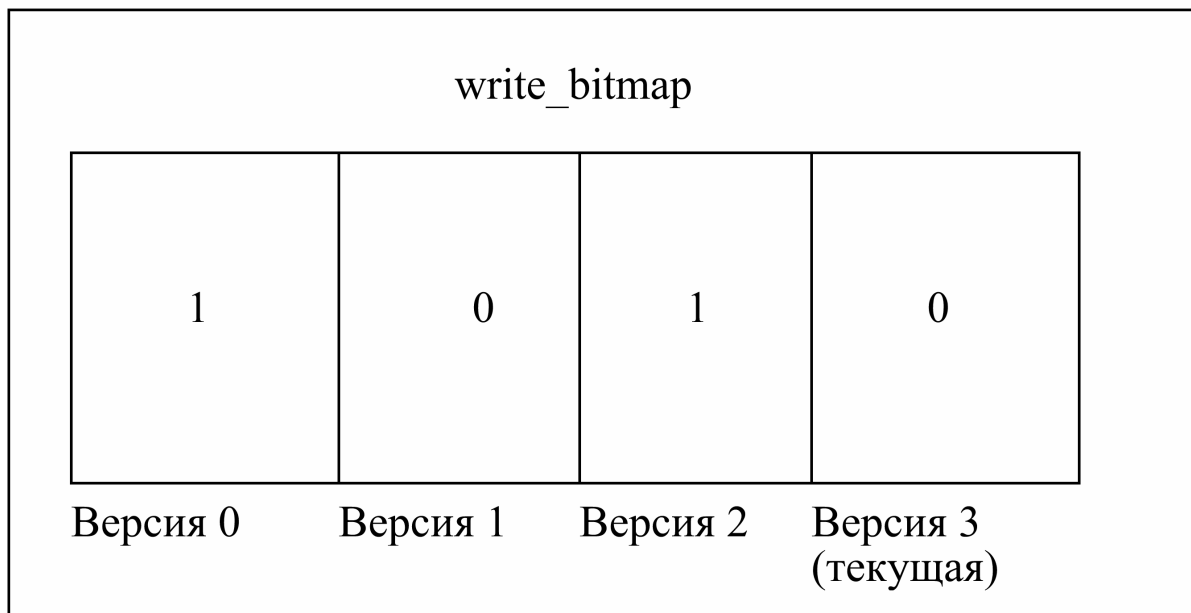 write_bitmap
1 0 1 0
Версия 0 Версия 1 Версия 2 Версия 3
(текущая)